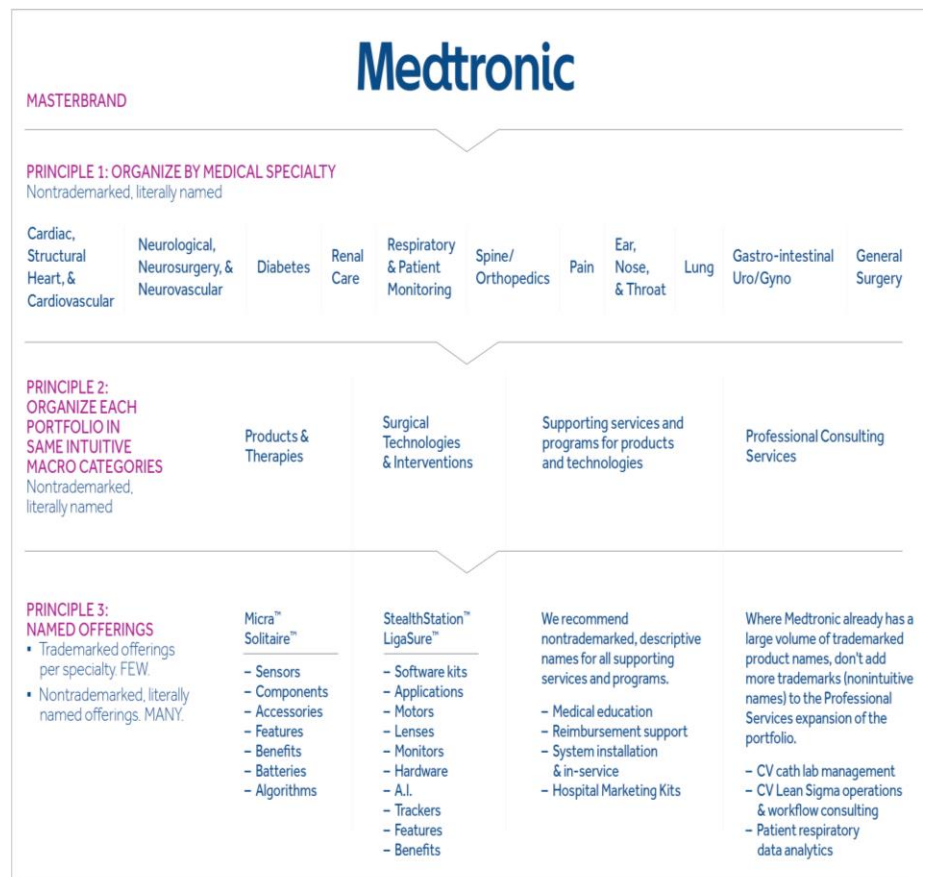 Medtronic
MASTERBRAND
PRINCIPLE 1: ORGANIZE BY MEDICAL SPECIALTY
Nontrademarked, literally named
Cardiac,
Structural
Heart, &
Cardiovascular
Neurological,
Neurosurgery, &
Neurovascular
Diabetes
Renal
Care
Respiratory
& Patient
Monitoring
Spine/
Orthopedics
Pain
Ear,
Nose,
& Throat
Lung
Gastro-intestinal
Uro/Gyno
General
Surgery
PRINCIPLE 2:
ORGANIZE EACH
PORTFOLIO IN
SAME INTUITIVE
MACRO CATEGORIES
Nontrademarked,
literally named
Products &
Therapies
Surgical
Technologies
& Interventions
Supporting services and
programs for products
and technologies
Professional Consulting
Services
PRINCIPLE 3:
NAMED OFFERINGS
▪ Trademarked offerings
per specialty. FEW.
▪ Nontrademarked, literally
named offerings. MANY.
Micra™
Solitaire™
– Sensors
– Components
– Accessories
– Features
– Benefits
– Batteries
– Algorithms
StealthStation™
LigaSure™
– Software kits
– Applications
– Motors
– Lenses
– Monitors
– Hardware
– A.I.
– Trackers
– Features
– Benefits
We recommend
nontrademarked, descriptive
names for all supporting
services and programs.
– Medical education
– Reimbursement support
– System installation
& in-service
– Hospital Marketing Kits
Where Medtronic already has a
large volume of trademarked
product names, don't add
more trademarks (nonintuitive
names) to the Professional
Services expansion of the
portfolio.
– CV cath lab management
– CV Lean Sigma operations
& workflow consulting
– Patient respiratory
data analytics